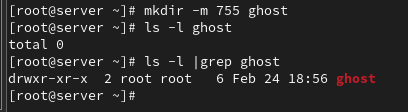 [root@server ~]# mkdir -m 755 ghost
[root@server ~]# ls -l ghost
total 0
[root@server ~]# ls -l |grep ghost
drwxr-xr-x  2 root root   6 Feb 24 18:56 ghost
[root@server ~]#